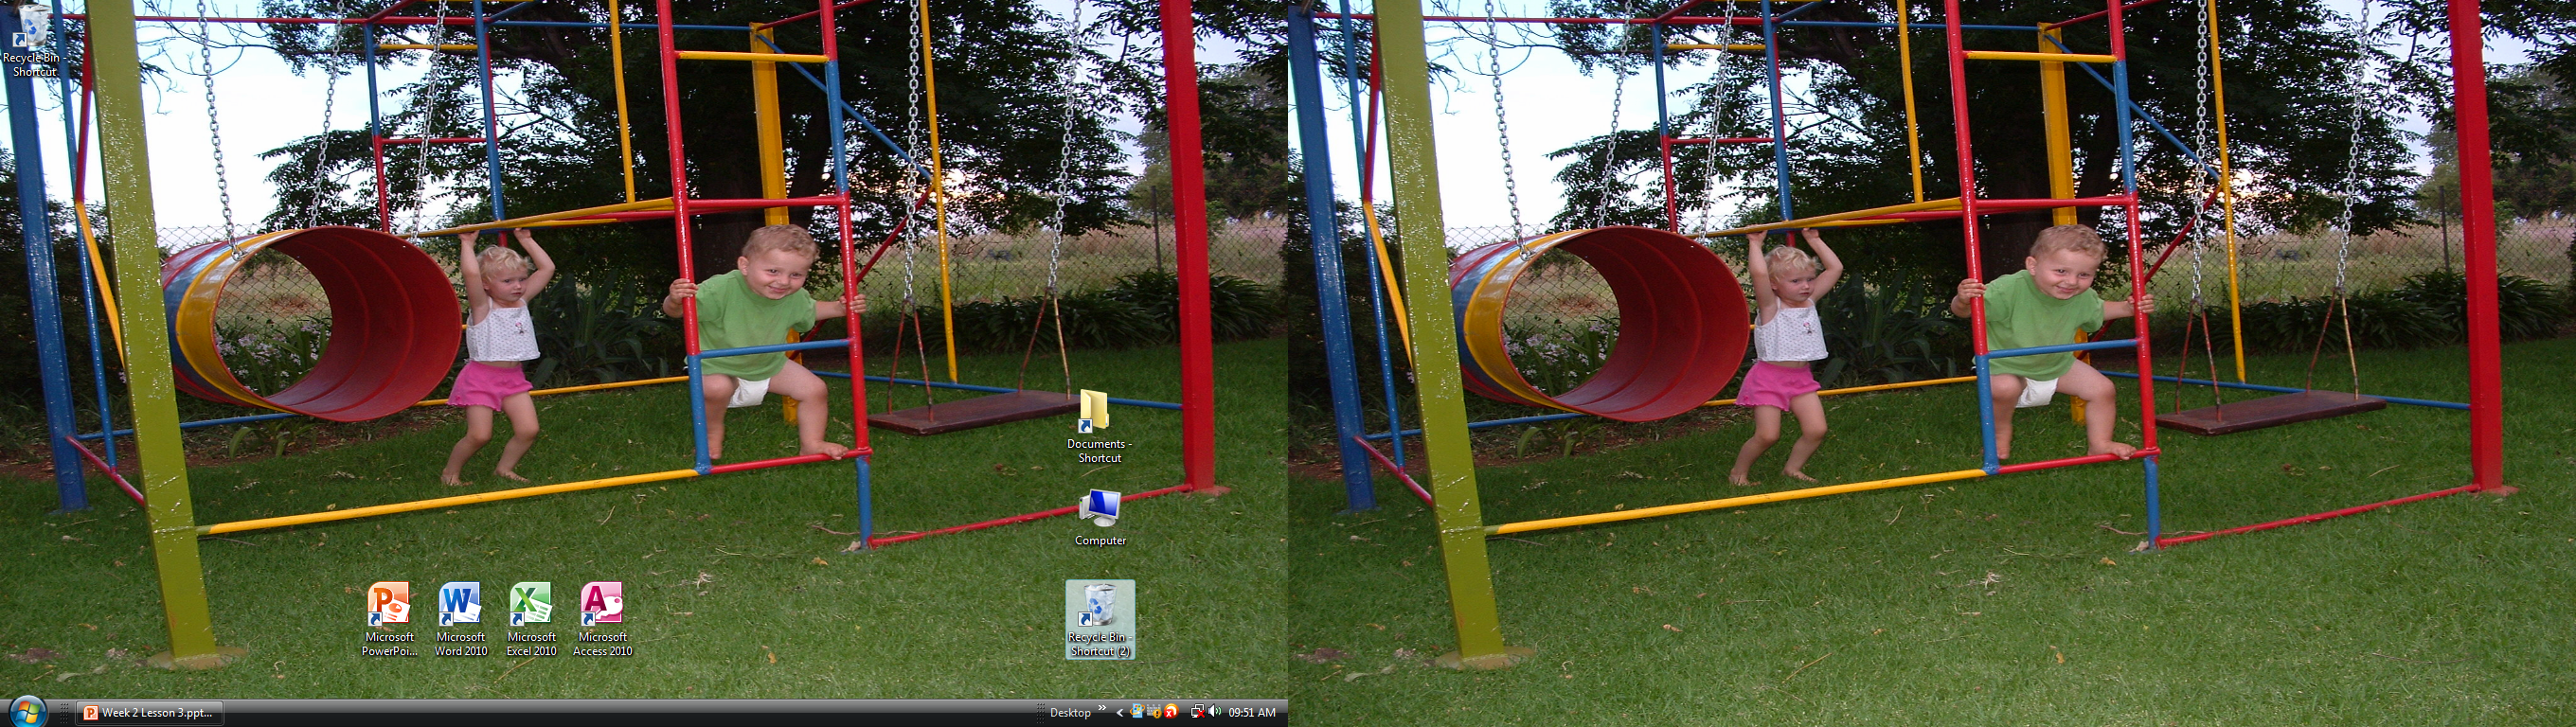 Recycle Bin
Shortcut
Documents -
Shortcut
Computer
Microsoft
PowerPoi...
Microsoft
Word 2010
Microsoft
Excel 2010
Microsoft
Access 2010
Recycle Bin -
Shortcut (2)
Week 2 Lesson 3.ppt...
Desktop
09:51 AM